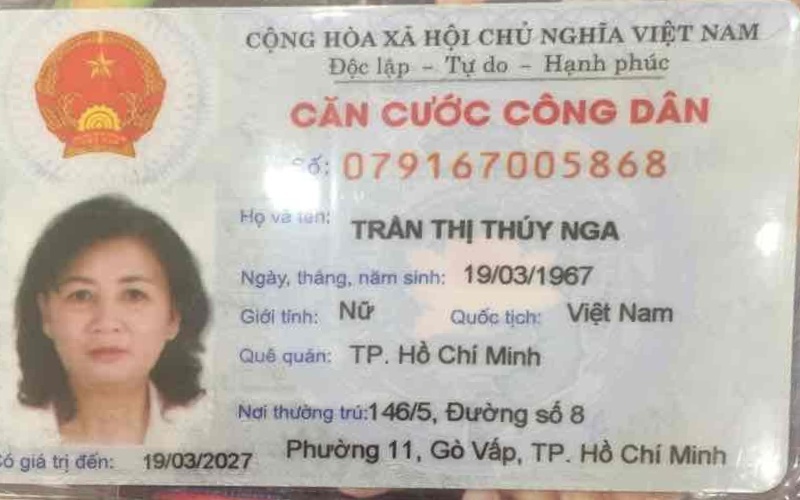 CỘNG HÒA XÃ HỘI CHỦ NGHĨA VIỆT NAM
Độc lập – Tự do – Hạnh phúc
CĂN CƯỚC CÔNG DÂN
Số: 079167005868
Họ và tên: TRẦN THỊ THÚY NGA
Ngày, tháng, năm sinh: 19/03/1967
Giới tính: Nữ Quốc tịch: Việt Nam
Quê quán: TP. Hồ Chí Minh
Nơi thường trú: 146/5, Đường số 8
Phường 11, Gò Vấp, TP. Hồ Chí Minh
Có giá trị đến: 19/03/2027